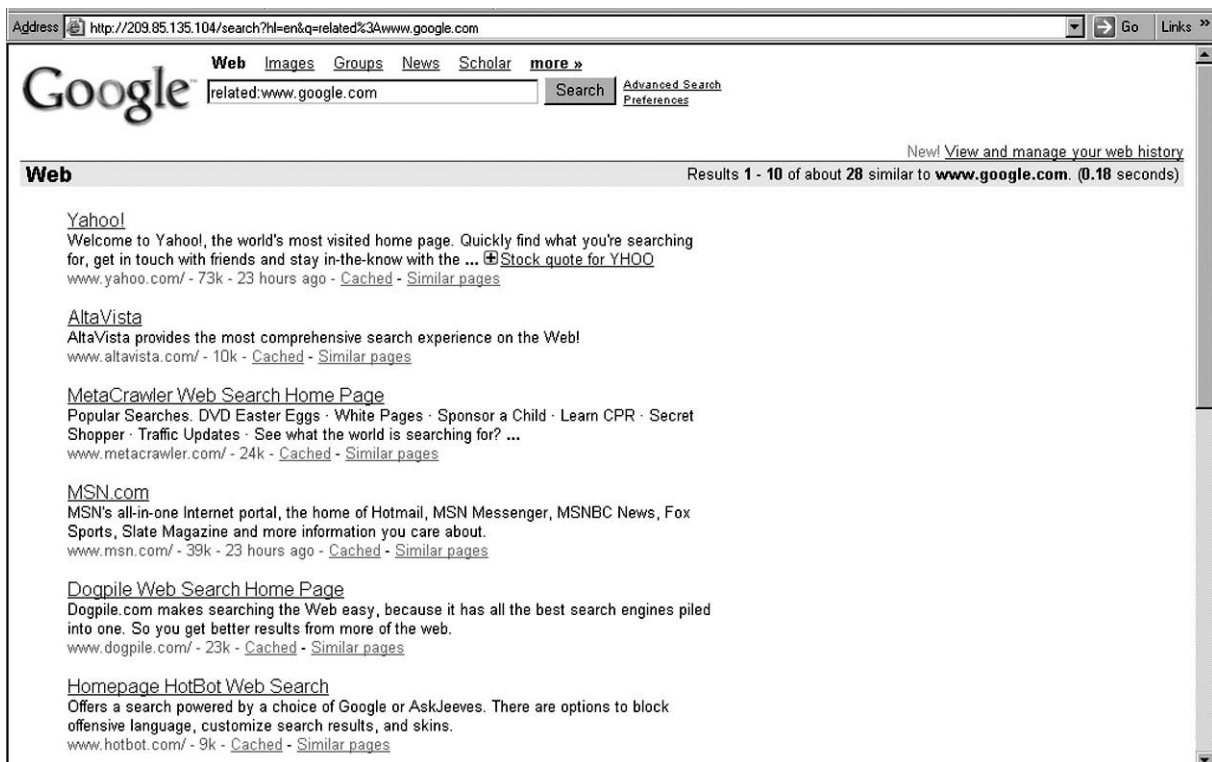 Address http://209.85.135.104/search?hl=en&q=related%3Awww.google.com Go Links »
Web Images Groups News Scholar more »
Google™ related:www.google.com Search Advanced Search
Preferences
New! View and manage your web history
Web Results 1 - 10 of about 28 similar to www.google.com. (0.18 seconds)
Yahoo!
Welcome to Yahoo!, the world's most visited home page. Quickly find what you're searching
for, get in touch with friends and stay in-the-know with the ... Stock quote for YHOO
www.yahoo.com/ - 73k - 23 hours ago - Cached - Similar pages
AltaVista
AltaVista provides the most comprehensive search experience on the Web!
www.altavista.com/ - 10k - Cached - Similar pages
MetaCrawler Web Search Home Page
Popular Searches. DVD Easter Eggs · White Pages · Sponsor a Child · Learn CPR · Secret
Shopper · Traffic Updates · See what the world is searching for? ...
www.metacrawler.com/ - 24k - Cached - Similar pages
MSN.com
MSN's all-in-one Internet portal, the home of Hotmail, MSN Messenger, MSNBC News, Fox
Sports, Slate Magazine and more information you care about.
www.msn.com/ - 39k - 23 hours ago - Cached - Similar pages
Dogpile Web Search Home Page
Dogpile.com makes searching the Web easy, because it has all the best search engines piled
into one. So you get better results from more of the web.
www.dogpile.com/ - 23k - Cached - Similar pages
Homepage HotBot Web Search
Offers a search powered by a choice of Google or AskJeeves. There are options to block
offensive language, customize search results, and skins.
www.hotbot.com/ - 9k - Cached - Similar pages